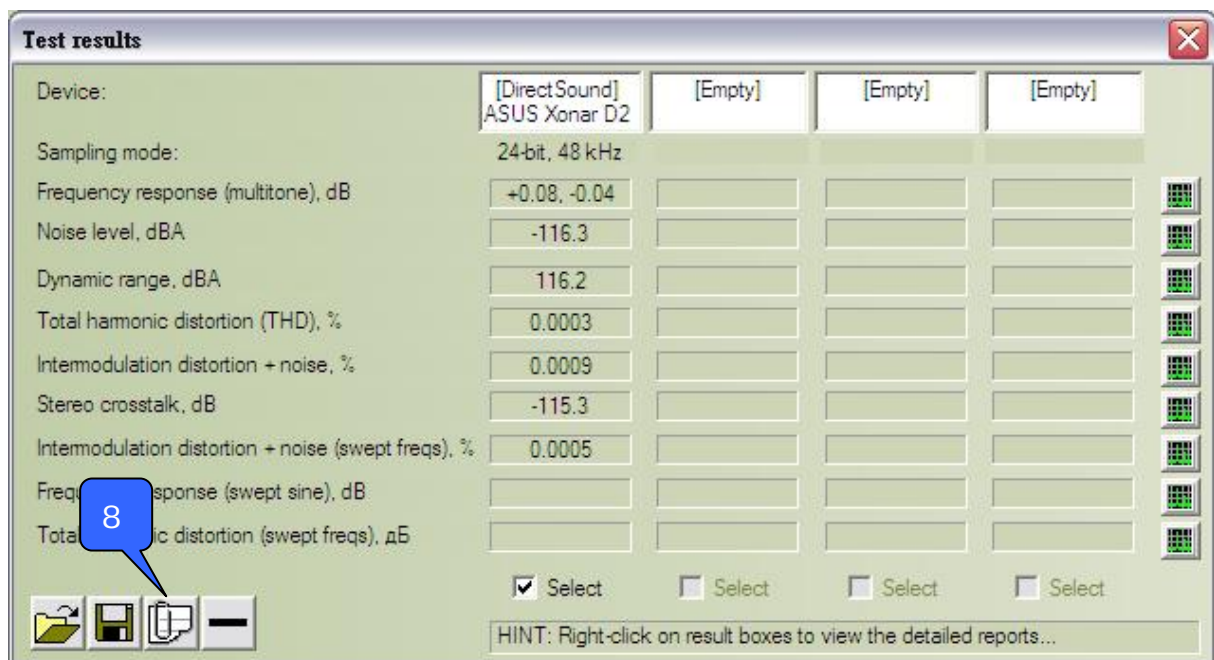 Test results
Device: [DirectSound] ASUS Xonar D2 [Empty] [Empty] [Empty]
Sampling mode: 24-bit, 48 kHz
Frequency response (multitone), dB +0.08, -0.04
Noise level, dBA -116.3
Dynamic range, dBA 116.2
Total harmonic distortion (THD), % 0.0003
Intermodulation distortion + noise, % 0.0009
Stereo crosstalk, dB -115.3
Intermodulation distortion + noise (swept freqs), % 0.0005
Frequ sponse (swept sine), dB
8
Total ic distortion (swept freqs), дБ
Select Select Select Select
HINT: Right-click on result boxes to view the detailed reports...